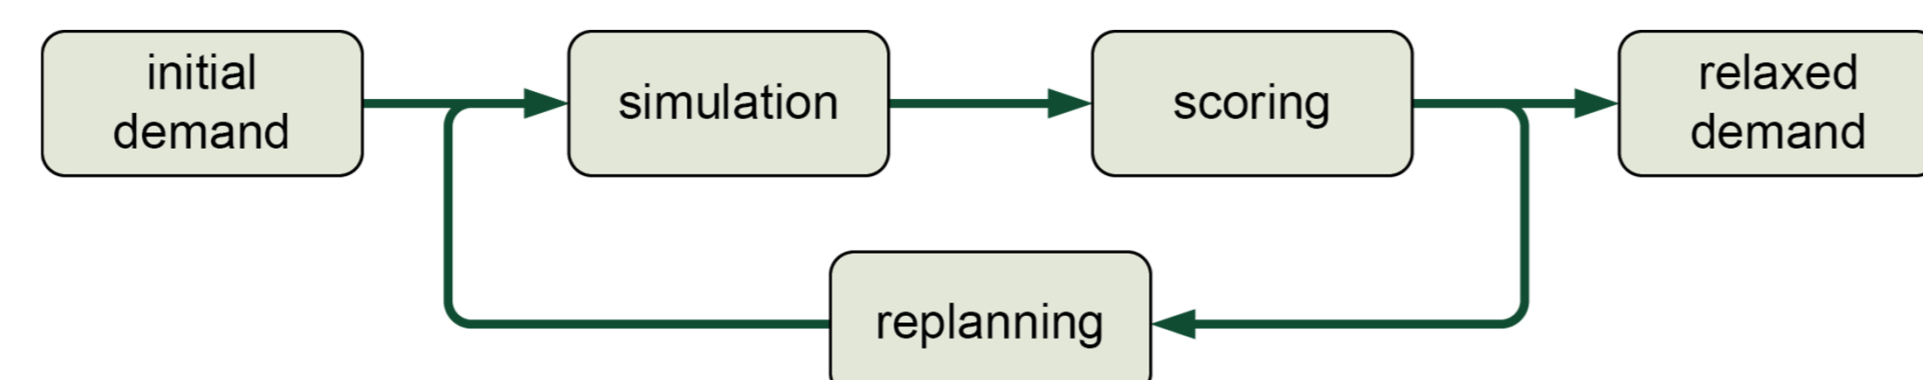 initial
demand
simulation
scoring
relaxed
demand
replanning